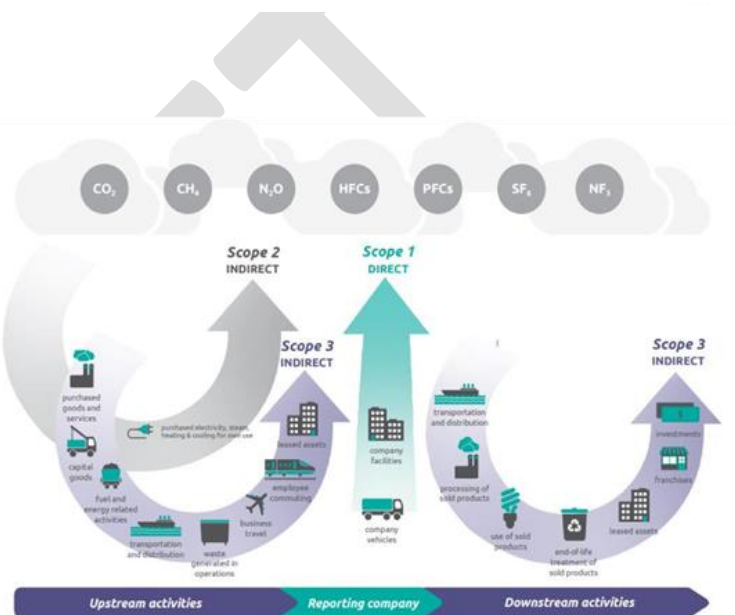 CO₂ CH₄ N₂O HFCs PFCs SF₆ NF₃
Scope 2
INDIRECT
Scope 1
DIRECT
Scope 3
INDIRECT
Scope 3
INDIRECT
purchased
goods and
services
capital
goods
fuel and
energy related
activities
transportation
and distribution
waste
generated in
operations
business
travel
employee
commuting
leased assets
purchased electricity, steam,
heating & cooling for own use
company
facilities
company
vehicles
transportation
and distribution
processing of
sold products
use of sold
products
end-of-life
treatment of
sold products
leased assets
franchises
investments
Upstream activities
Reporting company
Downstream activities